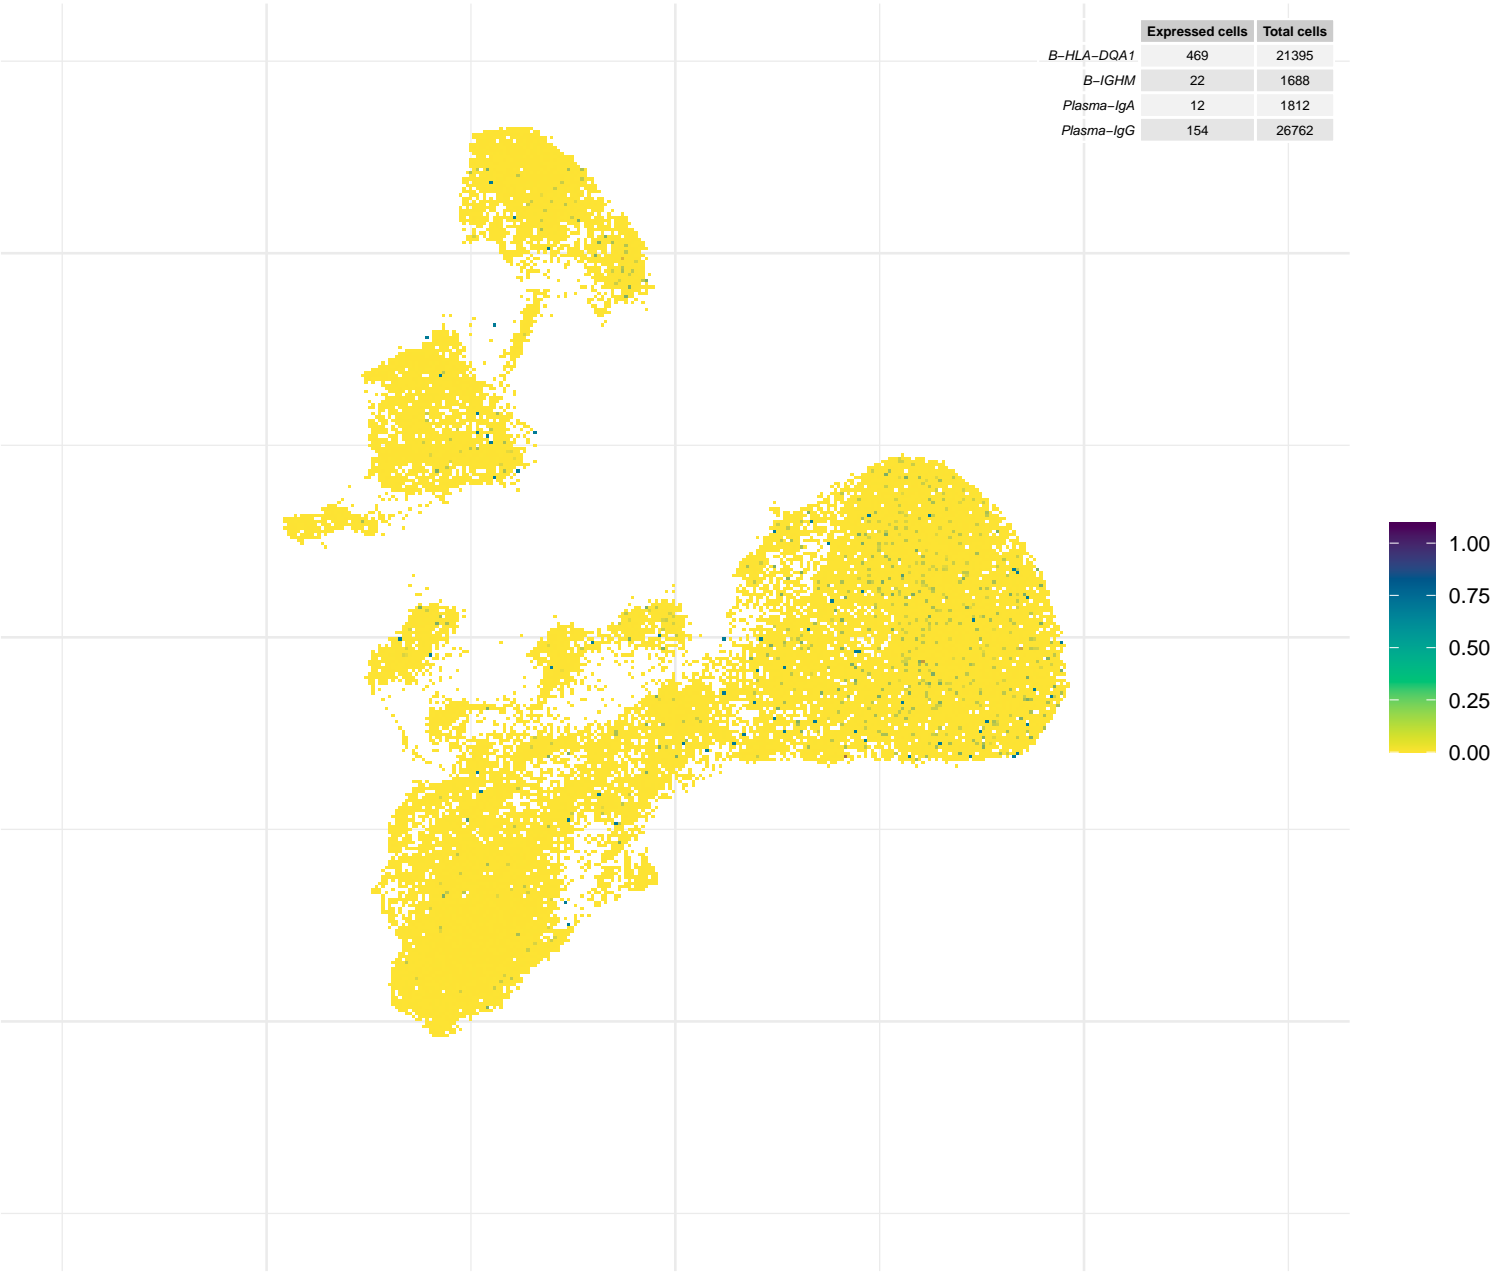 Expressed cells Total cells
B−HLA−DQA1 469 21395
B−IGHM 22 1688
Plasma−IgA 12 1812
Plasma−IgG 154 26762
1.00
0.75
0.50
0.25
0.00